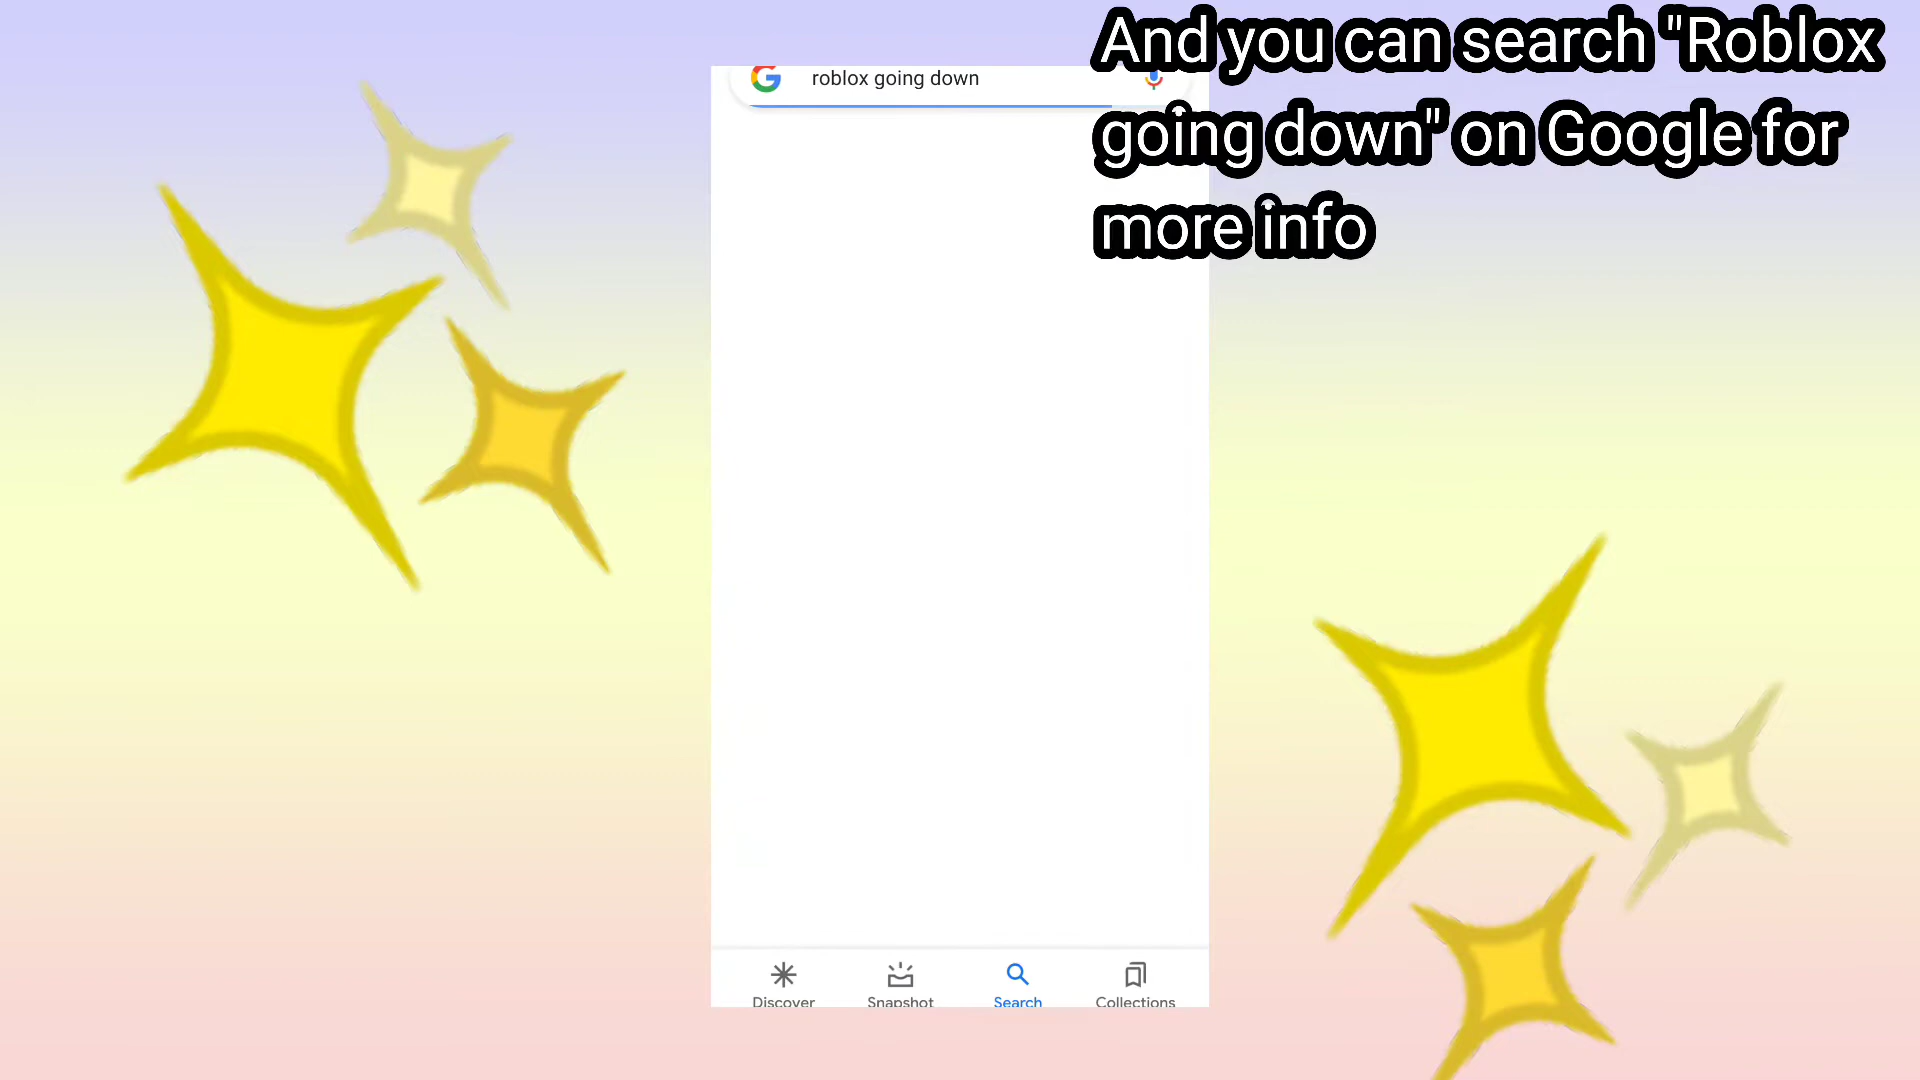 And you can search "Roblox
going down" on Google for
more info
roblox going down
Discover
Snapshot
Search
Collections